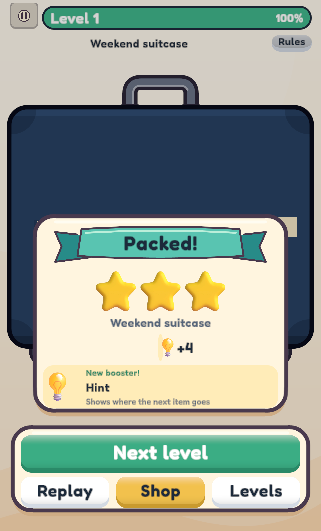 Level 1
100%
Weekend suitcase
Rules
Packed!
Weekend suitcase
+4
New booster!
Hint
Shows where the next item goes
Next level
Replay
Shop
Levels